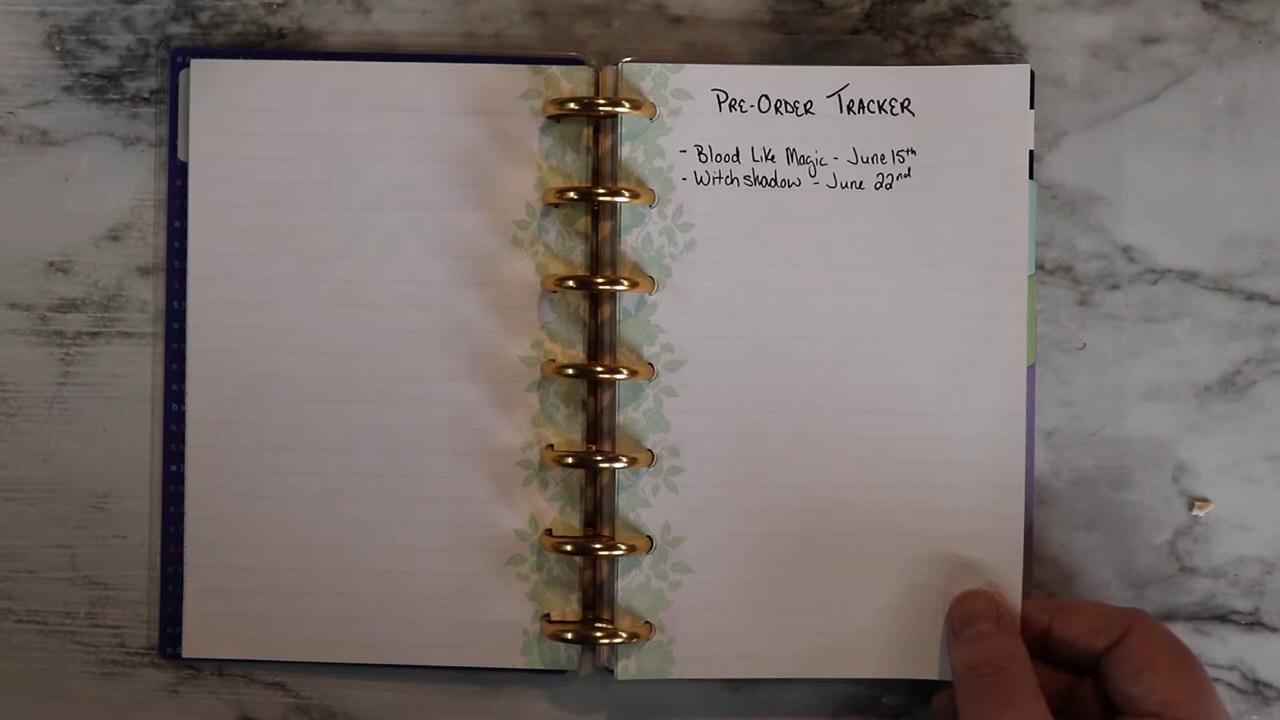 PRE-ORDER TRACKER
- Blood Like Magic - June 15th
- Witchshadow - June 22nd